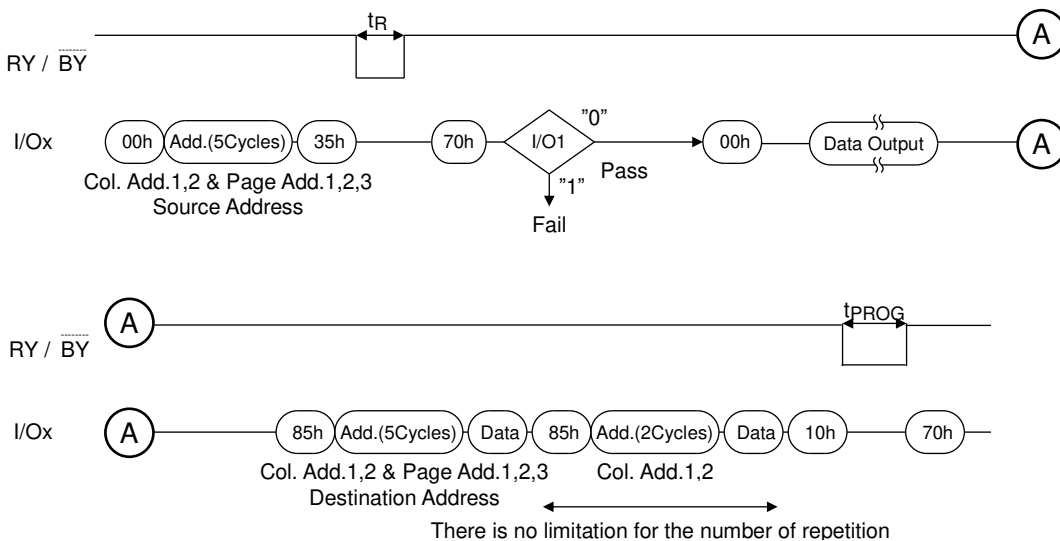 tR
A
RY / BY
I/Ox
00h Add.(5Cycles) 35h 70h I/O1 "0" 00h Data Output A
Pass
"1"
Col. Add.1,2 & Page Add.1,2,3
Source Address
Fail
A
tPROG
RY / BY
I/Ox
A 85h Add.(5Cycles) Data 85h Add.(2Cycles) Data 10h 70h
Col. Add.1,2 & Page Add.1,2,3 Col. Add.1,2
Destination Address
There is no limitation for the number of repetition